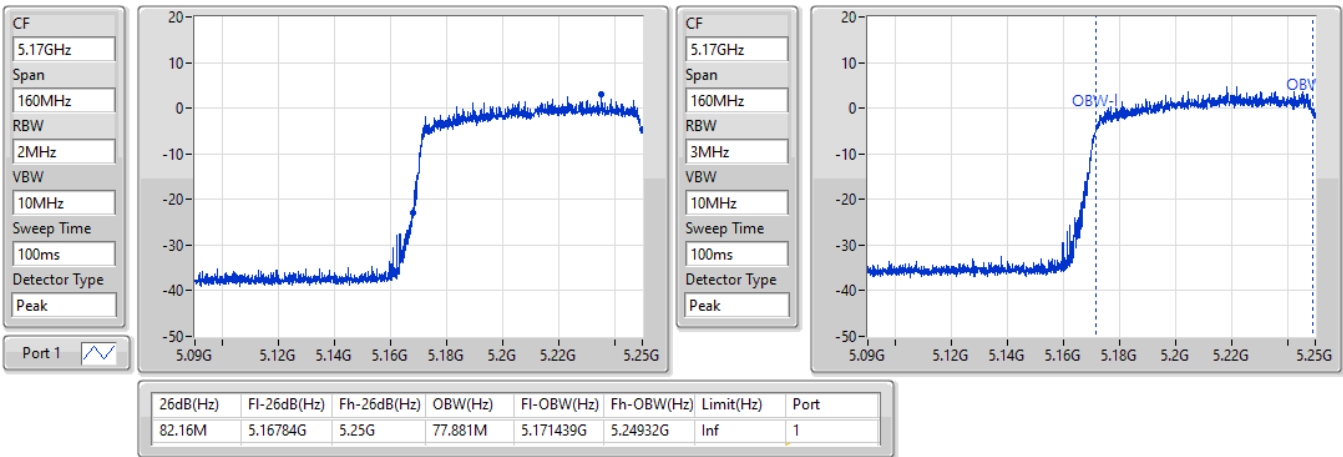 CF
5.17GHz
Span
160MHz
RBW
2MHz
VBW
10MHz
Sweep Time
100ms
Detector Type
Peak
Port 1
20
10
0
-10
-20
-30
-40
-50
5.09G 5.12G 5.14G 5.16G 5.18G 5.2G 5.22G 5.25G
CF
5.17GHz
Span
160MHz
RBW
3MHz
VBW
10MHz
Sweep Time
100ms
Detector Type
Peak
20
10
0
-10
-20
-30
-40
-50
OBW-l
OBW
5.09G 5.12G 5.14G 5.16G 5.18G 5.2G 5.22G 5.25G
26dB(Hz) Fl-26dB(Hz) Fh-26dB(Hz) OBW(Hz) Fl-OBW(Hz) Fh-OBW(Hz) Limit(Hz) Port
82.16M 5.16784G 5.25G 77.881M 5.171439G 5.24932G Inf 1